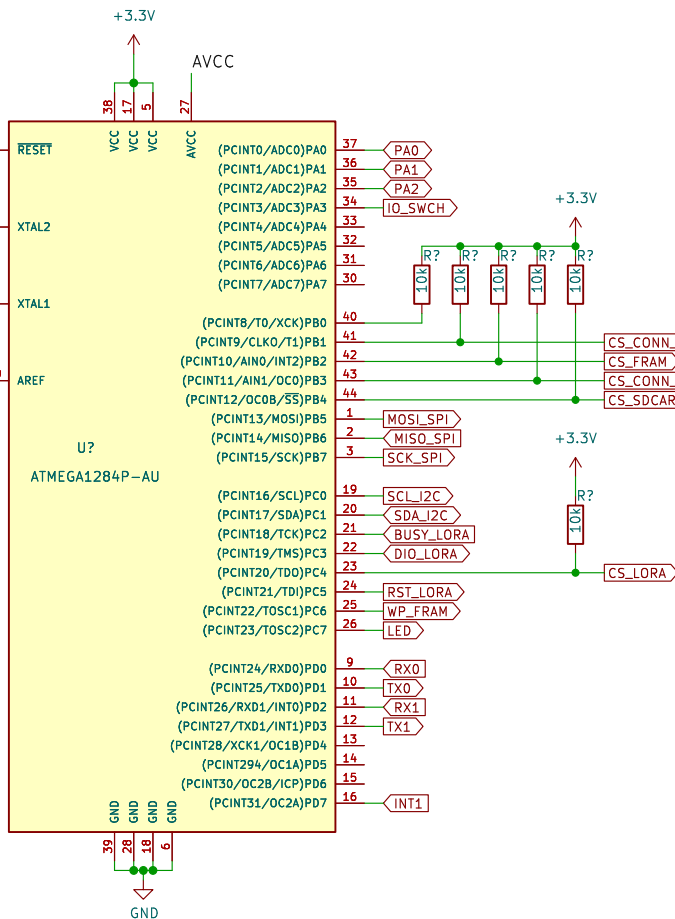 +3.3V
AVCC
38
17
5
27
VCC
VCC
VCC
AVCC
RESET
XTAL2
XTAL1
AREF
U?
ATMEGA1284P-AU
(PCINT0/ADC0)PA0 37 PA0
(PCINT1/ADC1)PA1 36 PA1
(PCINT2/ADC2)PA2 35 PA2
(PCINT3/ADC3)PA3 34 IO_SWCH
(PCINT4/ADC4)PA4 33
(PCINT5/ADC5)PA5 32
(PCINT6/ADC6)PA6 31
(PCINT7/ADC7)PA7 30
+3.3V
R? R? R? R? R?
10k 10k 10k 10k 10k
(PCINT8/T0/XCK)PB0 40
(PCINT9/CLKO/T1)PB1 41 CS_CONN_
(PCINT10/AIN0/INT2)PB2 42 CS_FRAM
(PCINT11/AIN1/OC0)PB3 43 CS_CONN_
(PCINT12/OC0B/SS)PB4 44 CS_SDCAR
(PCINT13/MOSI)PB5 1 MOSI_SPI
(PCINT14/MISO)PB6 2 MISO_SPI
(PCINT15/SCK)PB7 3 SCK_SPI
+3.3V
R?
10k
(PCINT16/SCL)PC0 19 SCL_I2C
(PCINT17/SDA)PC1 20 SDA_I2C
(PCINT18/TCK)PC2 21 BUSY_LORA
(PCINT19/TMS)PC3 22 DIO_LORA
(PCINT20/TDO)PC4 23 CS_LORA
(PCINT21/TDI)PC5 24 RST_LORA
(PCINT22/TOSC1)PC6 25 WP_FRAM
(PCINT23/TOSC2)PC7 26 LED
(PCINT24/RXD0)PD0 9 RX0
(PCINT25/TXD0)PD1 10 TX0
(PCINT26/RXD1/INT0)PD2 11 RX1
(PCINT27/TXD1/INT1)PD3 12 TX1
(PCINT28/XCK1/OC1B)PD4 13
(PCINT294/OC1A)PD5 14
(PCINT30/OC2B/ICP)PD6 15
(PCINT31/OC2A)PD7 16 INT1
GND
GND
GND
GND
39
28
18
6
GND